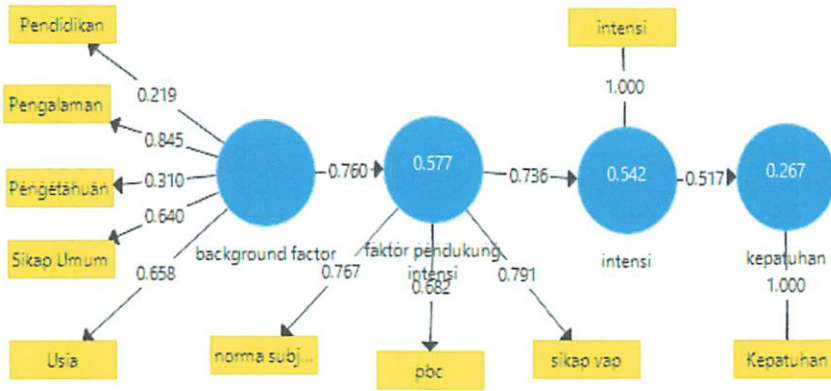 Pendidikan
intensi
0.219
1.000
Pengalaman
0.845
0.577
0.542
0.267
0.760
0.736
0.517
Pengetahuan
0.310
0.640
Sikap Umum
0.658
background factor
faktor pendukung
intensi
intensi
kepatuhan
0.767
0.682
0.791
1.000
Usia
norma subj...
pbc
sikap vap
Kepatuhan